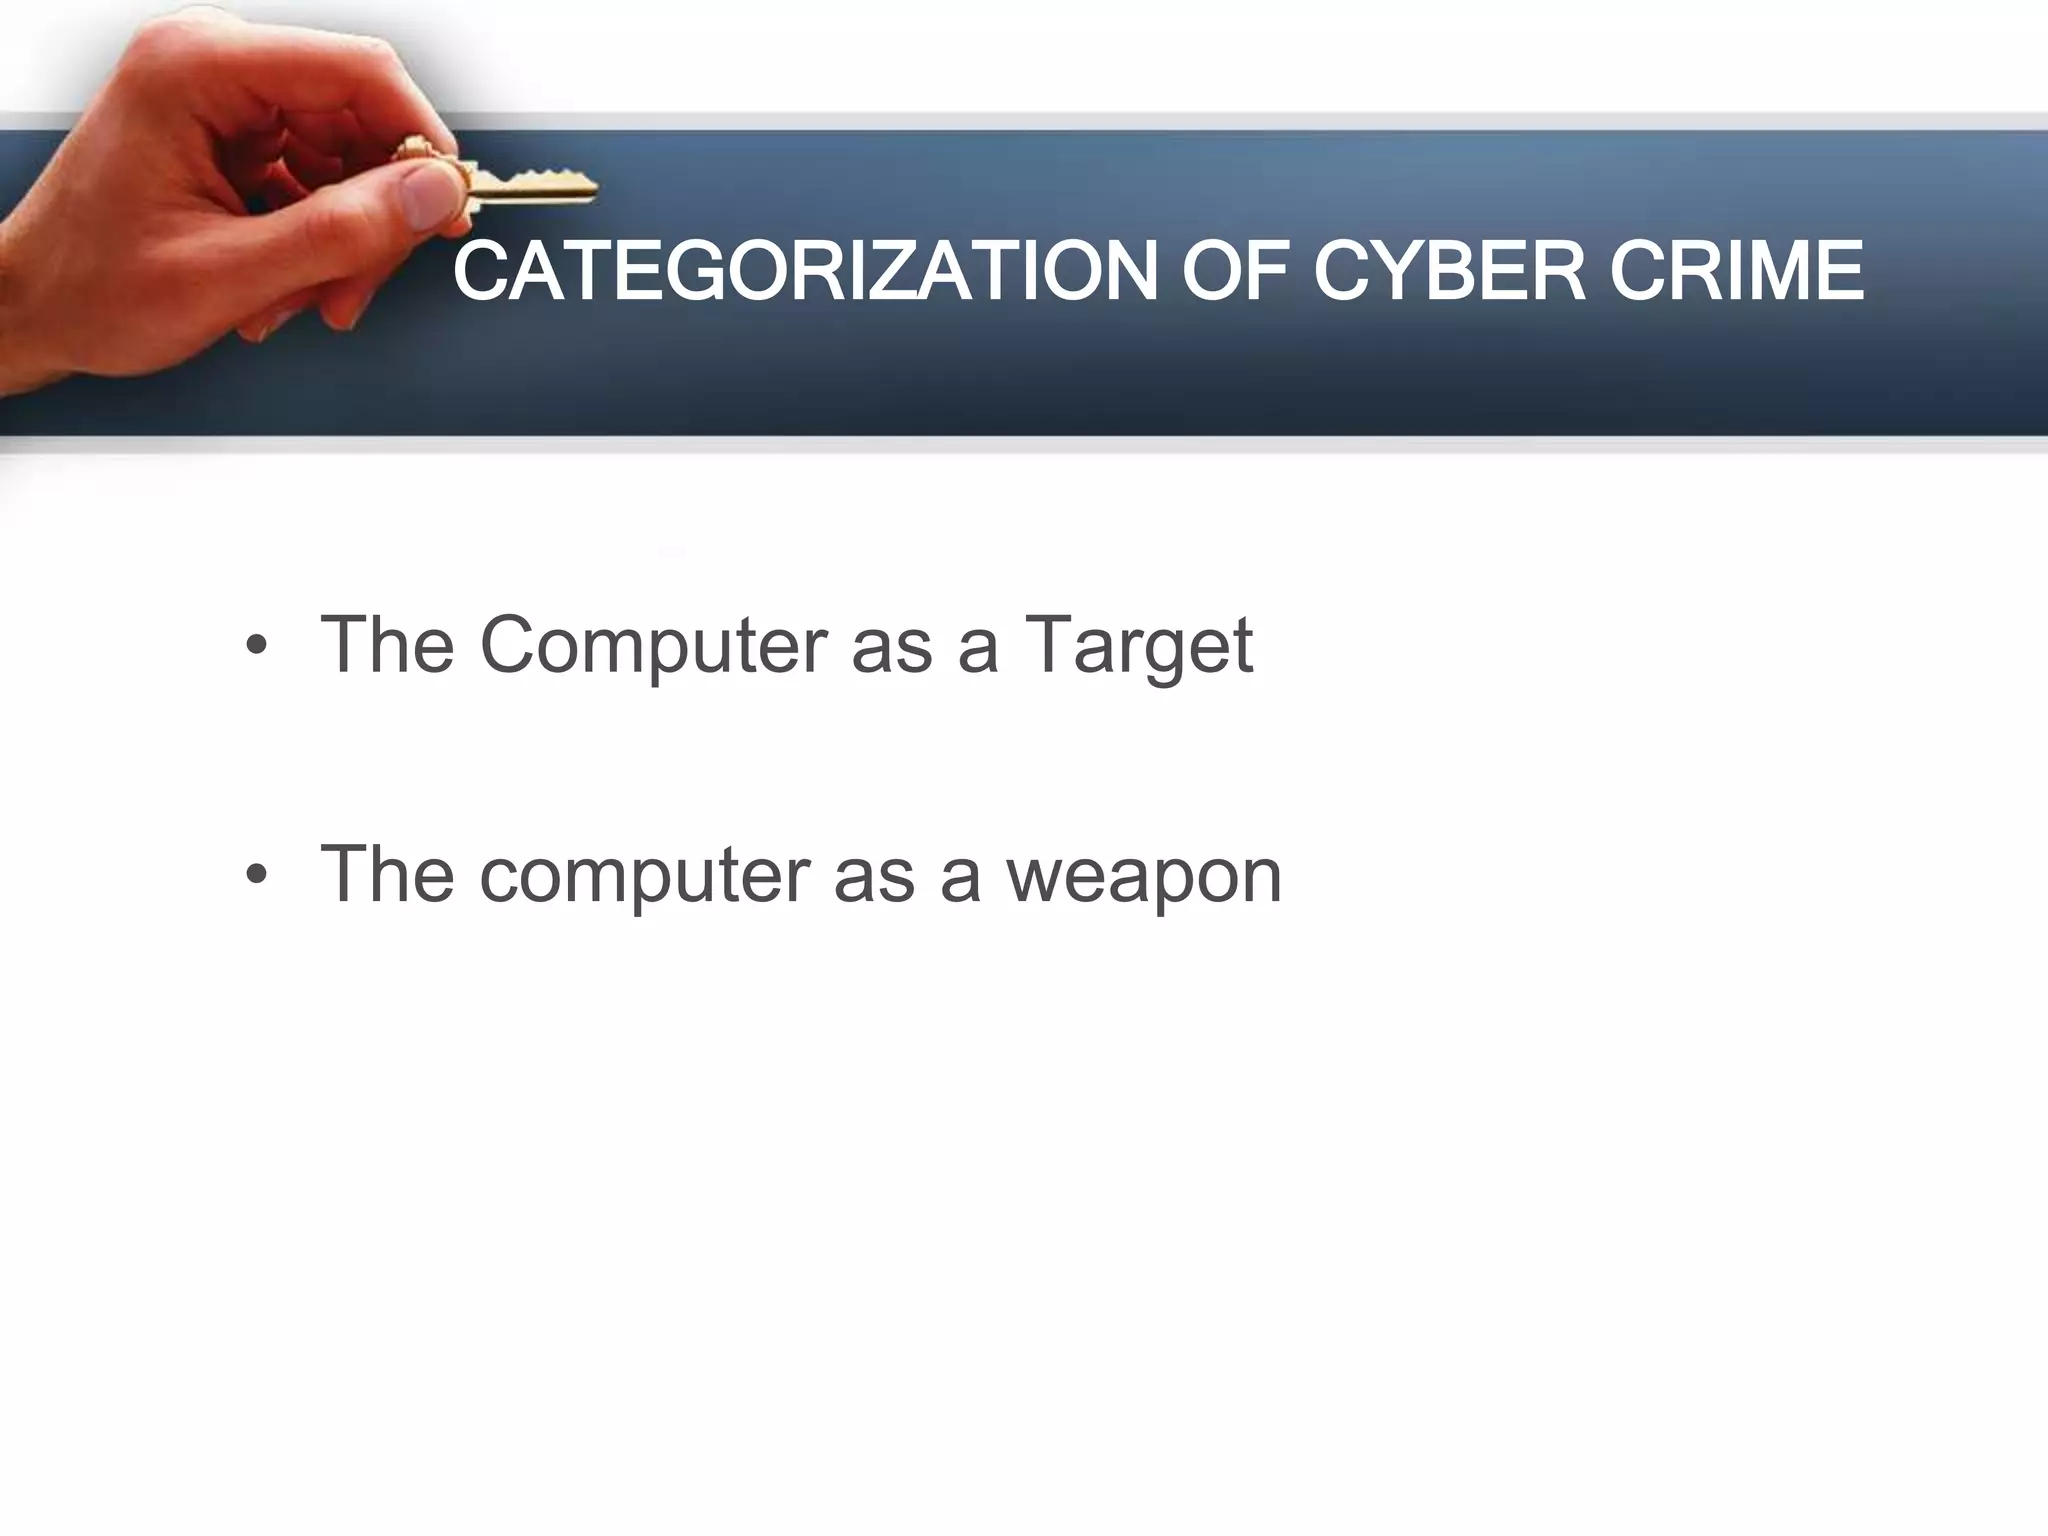 CATEGORIZATION OF CYBER CRIME
• The Computer as a Target
• The computer as a weapon